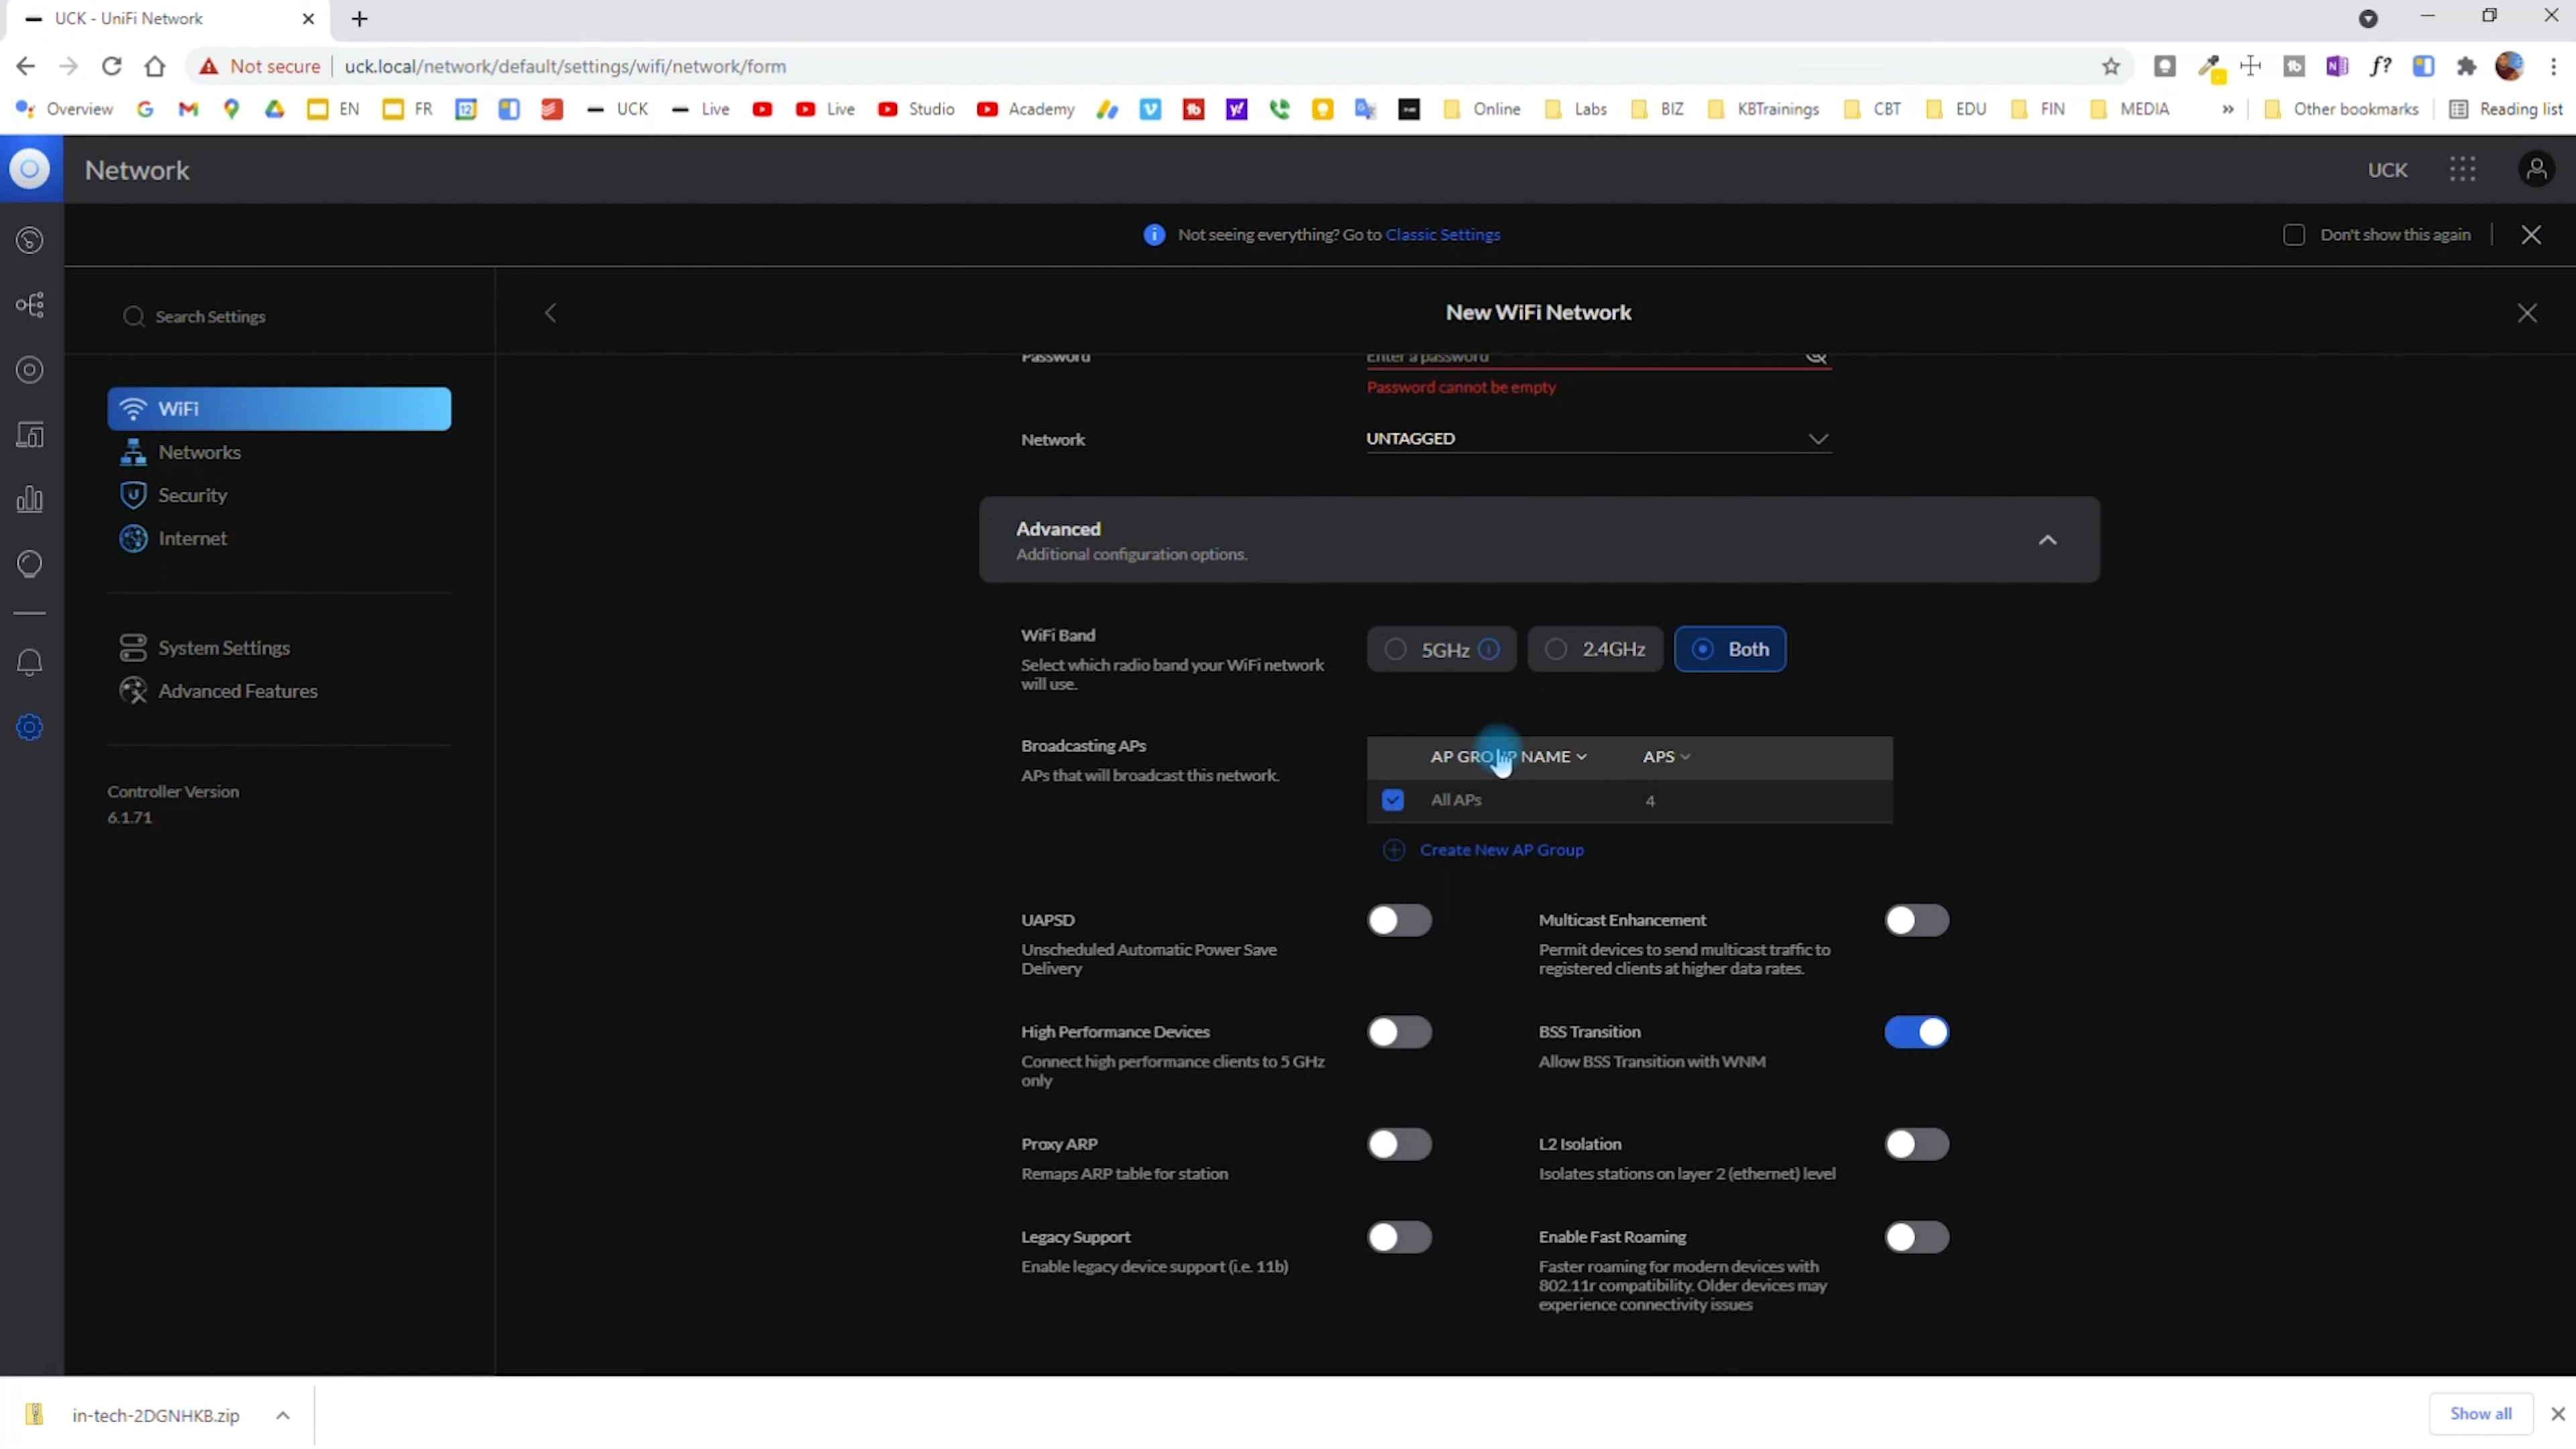 UCK - UniFi Network
Not secure
uck.local/network/default/settings/wifi/network/form
Overview
EN
FR
12
UCK
Live
Live
Studio
Academy
Online
Labs
BIZ
KBTrainings
CBT
EDU
FIN
MEDIA
»
Other bookmarks
Reading list
Network
UCK
Not seeing everything? Go to Classic Settings
Don't show this again
Search Settings
New WiFi Network
WiFi
Networks
Security
Internet
System Settings
Advanced Features
Controller Version
6.1.71
Password
Enter a password
Password cannot be empty
Network
UNTAGGED
Advanced
Additional configuration options.
WiFi Band
Select which radio band your WiFi network
will use.
5GHz
2.4GHz
Both
Broadcasting APs
APs that will broadcast this network.
AP GROUP NAME
APS
All APs
4
Create New AP Group
UAPSD
Unscheduled Automatic Power Save
Delivery
Multicast Enhancement
Permit devices to send multicast traffic to
registered clients at higher data rates.
High Performance Devices
Connect high performance clients to 5 GHz
only
BSS Transition
Allow BSS Transition with WNM
Proxy ARP
Remaps ARP table for station
L2 Isolation
Isolates stations on layer 2 (ethernet) level
Legacy Support
Enable legacy device support (i.e. 11b)
Enable Fast Roaming
Faster roaming for modern devices with
802.11r compatibility. Older devices may
experience connectivity issues
in-tech-2DGNHKB.zip
Show all